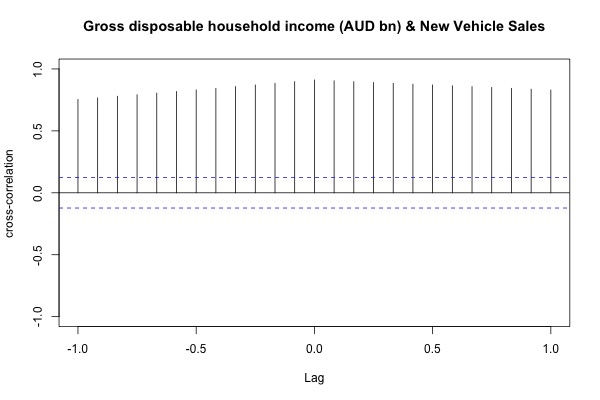 Gross disposable household income (AUD bn) & New Vehicle Sales
cross-correlation
1.0
0.5
0.0
-0.5
-1.0
-1.0 -0.5 0.0 0.5 1.0
Lag